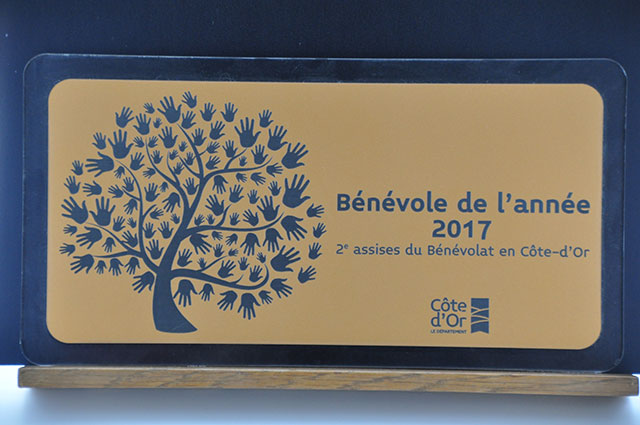 Bénévole de l'année
2017
2e assises du Bénévolat en Côte-d'Or
Côte
d'Or
LE DÉPARTEMENT